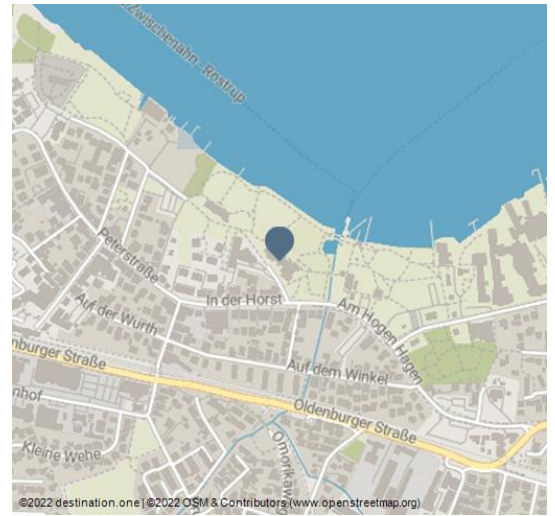 zwischenahn - Rostrup
Peterstraße
In der Horst
Am Hogen Hagen
Auf der Wurth
nburger Straße
Auf dem Winkel
nhof
Oldenburger Straße
Kleine Wehe
Omorikaw
©2022 destination.one | ©2022 OSM & Contributors (www.openstreetmap.org)